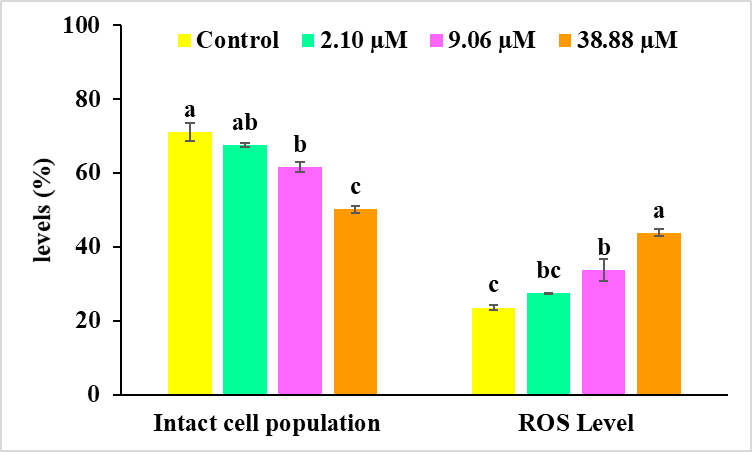 100
80
60
40
20
0
levels (%)
Control 2.10 µM 9.06 µM 38.88 µM
a
ab
b
c
c
bc
b
a
Intact cell population
ROS Level